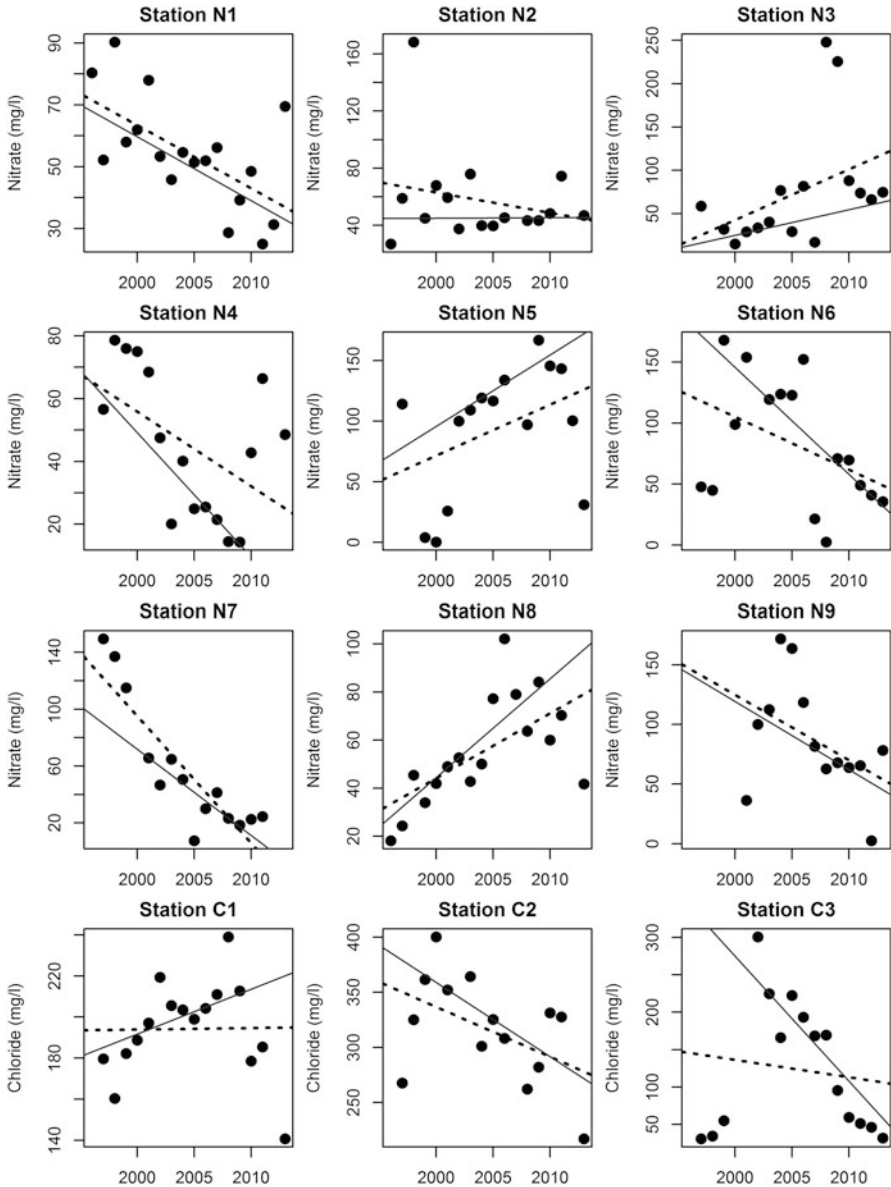 Station N1
Station N2
Station N3
Nitrate (mg/l)
90
70
50
30
2000 2005 2010
Nitrate (mg/l)
160
120
80
40
2000 2005 2010
Nitrate (mg/l)
250
200
150
100
50
2000 2005 2010
Station N4
Station N5
Station N6
Nitrate (mg/l)
80
60
40
20
2000 2005 2010
Nitrate (mg/l)
150
100
50
0
2000 2005 2010
Nitrate (mg/l)
150
100
50
0
2000 2005 2010
Station N7
Station N8
Station N9
Nitrate (mg/l)
140
100
60
20
2000 2005 2010
Nitrate (mg/l)
100
80
60
40
20
2000 2005 2010
Nitrate (mg/l)
150
100
50
0
2000 2005 2010
Station C1
Station C2
Station C3
Chloride (mg/l)
220
180
140
2000 2005 2010
Chloride (mg/l)
400
350
300
250
2000 2005 2010
Chloride (mg/l)
300
200
100
50
2000 2005 2010